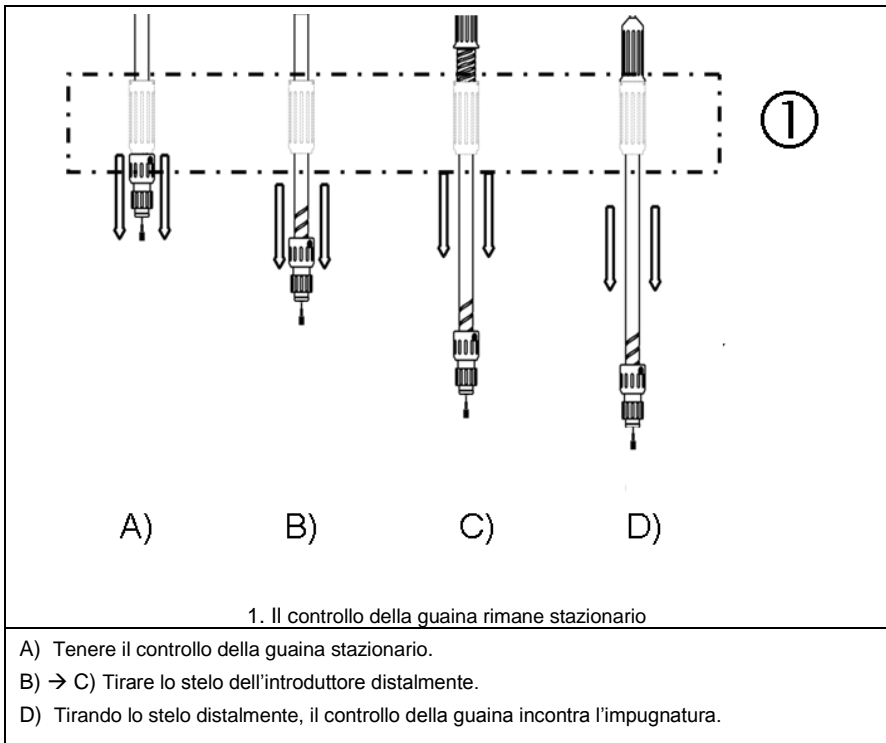 ①
A) B) C) D)
1. Il controllo della guaina rimane stazionario
A) Tenere il controllo della guaina stazionario.
B) → C) Tirare lo stelo dell’introduttore distalmente.
D) Tirando lo stelo distalmente, il controllo della guaina incontra l’impugnatura.